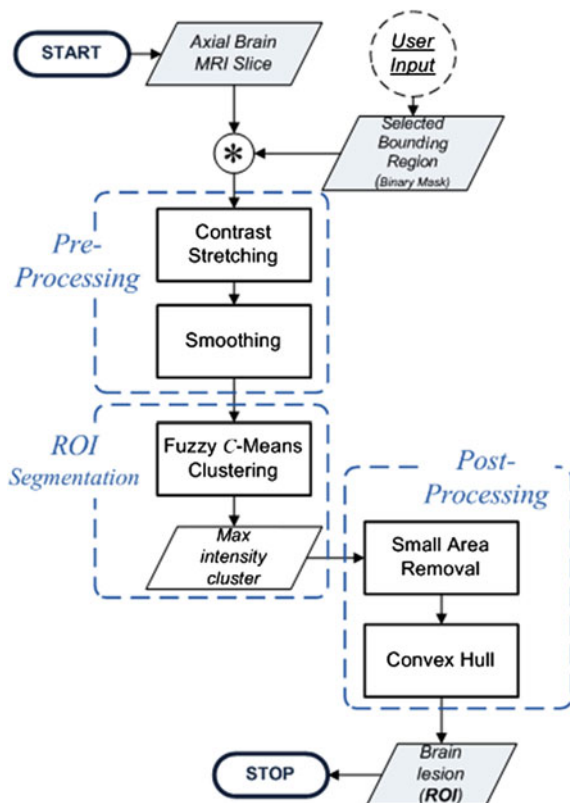 START
Axial Brain
MRI Slice
User
Input
Selected
Bounding
Region
(Binary Mask)
*
Pre-
Processing
Contrast
Stretching
Smoothing
ROI
Segmentation
Fuzzy C-Means
Clustering
Max
intensity
cluster
Post-
Processing
Small Area
Removal
Convex Hull
Brain
lesion
(ROI)
STOP